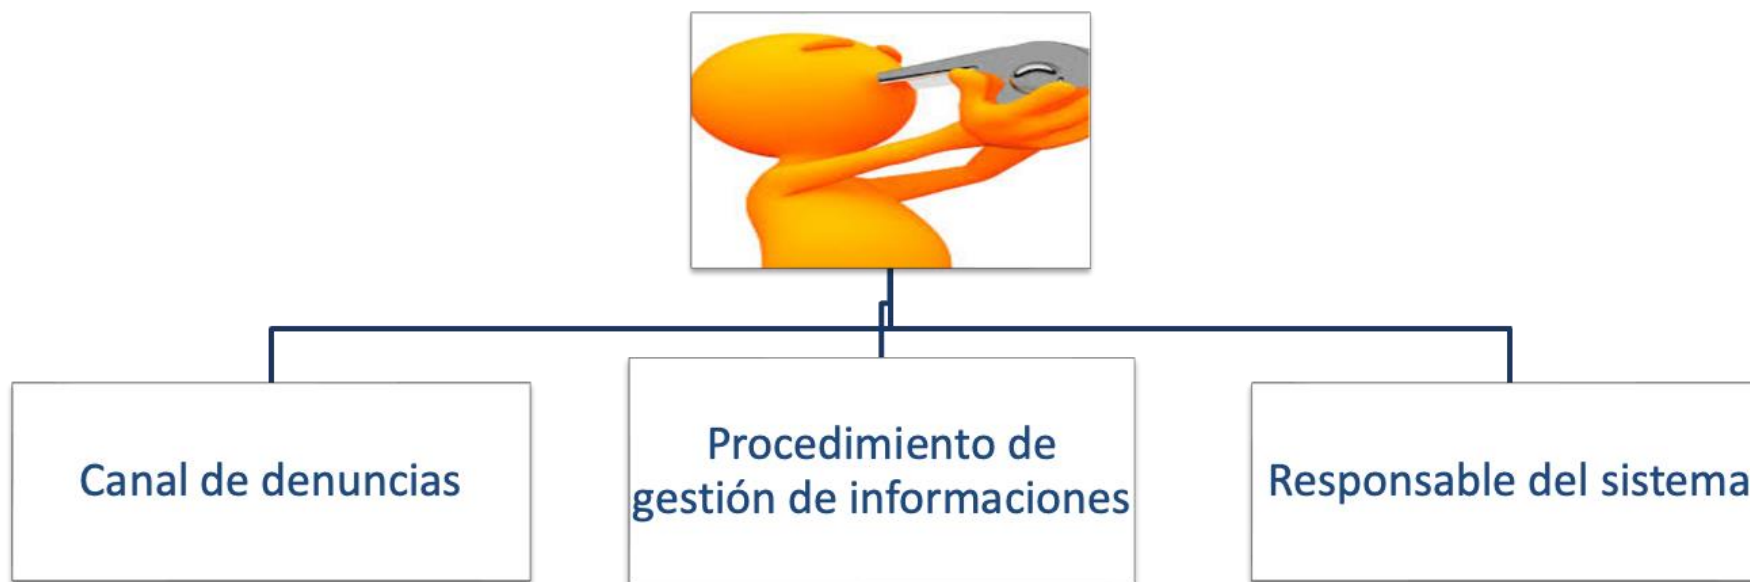 Canal de denuncias
Procedimiento de
gestión de informaciones
Responsable del sistema